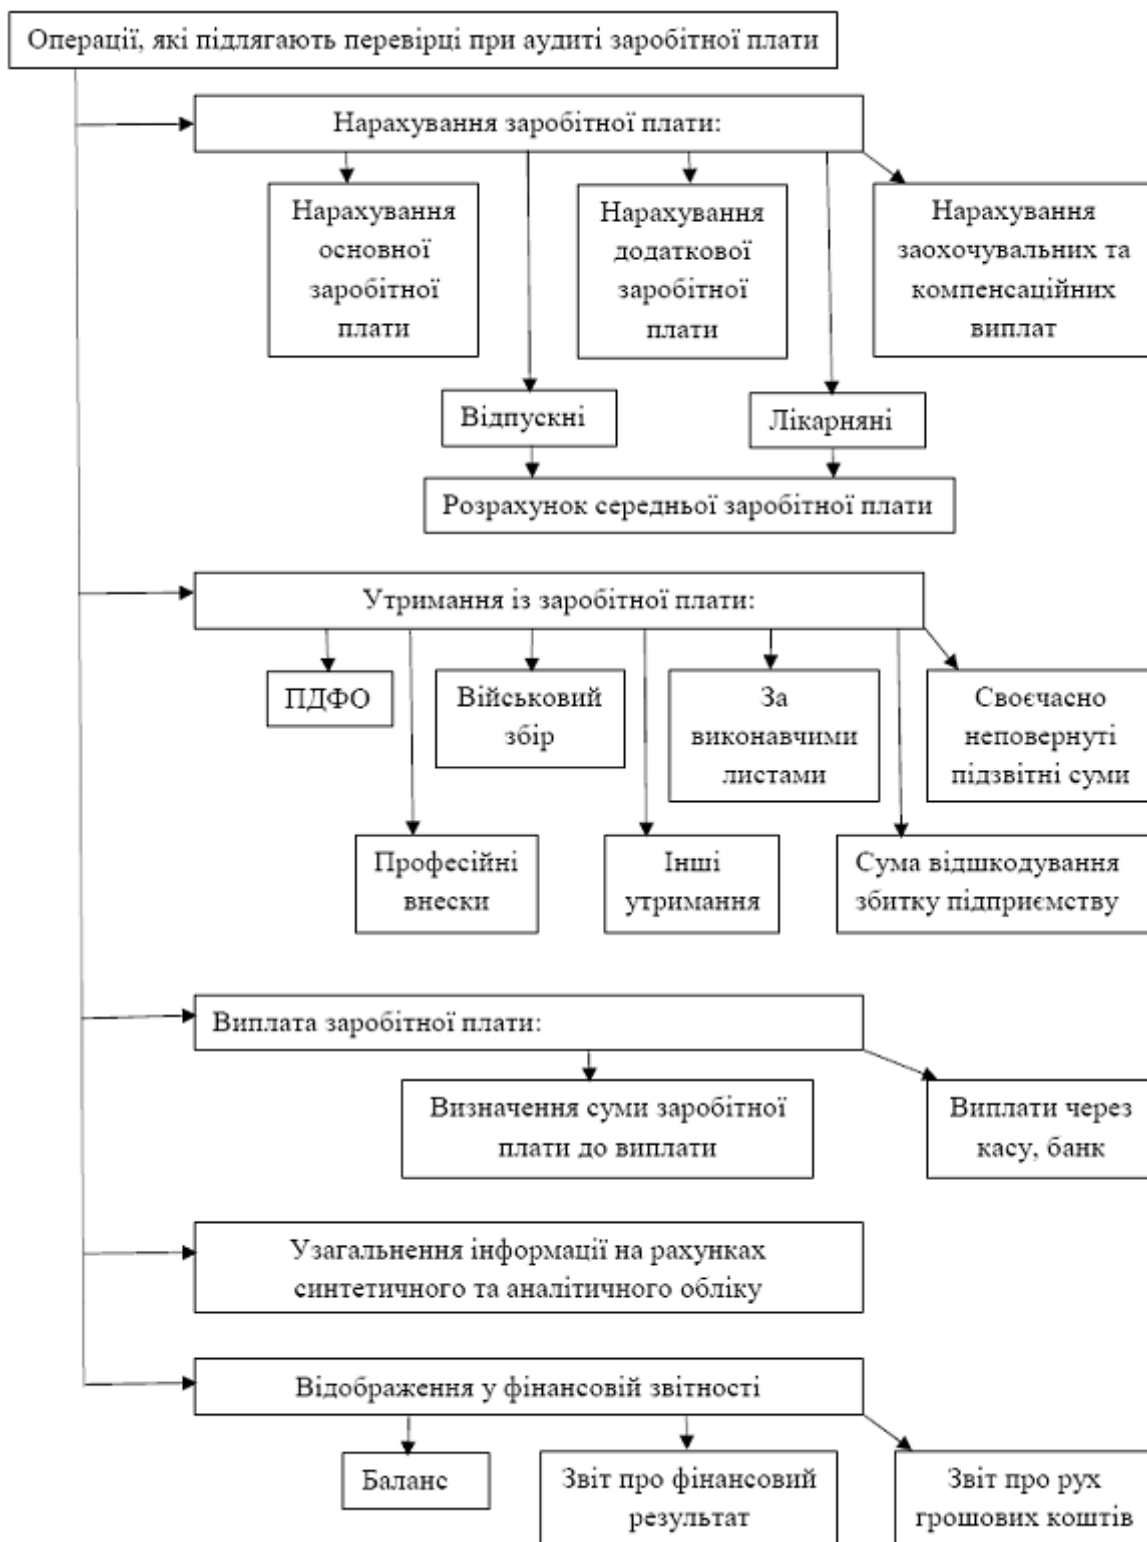 Операції, які підлягають перевірці при аудиті заробітної плати
Нарахування заробітної плати:
Нарахування
основної
заробітної
плати
Нарахування
додаткової
заробітної
плати
Нарахування
заохочувальних та
компенсаційних
виплат
Відпускні
Лікарняні
Розрахунок середньої заробітної плати
Утримання із заробітної плати:
ПДФО
Військовий
збір
За
виконавчими
листами
Своєчасно
неповернуті
підзвітні суми
Професійні
внески
Інші
утримання
Сума відшкодування
збитку підприємству
Виплата заробітної плати:
Визначення суми заробітної
плати до виплати
Виплати через
касу, банк
Узагальнення інформації на рахунках
синтетичного та аналітичного обліку
Відображення у фінансовій звітності
Баланс
Звіт про фінансовий
результат
Звіт про рух
грошових коштів